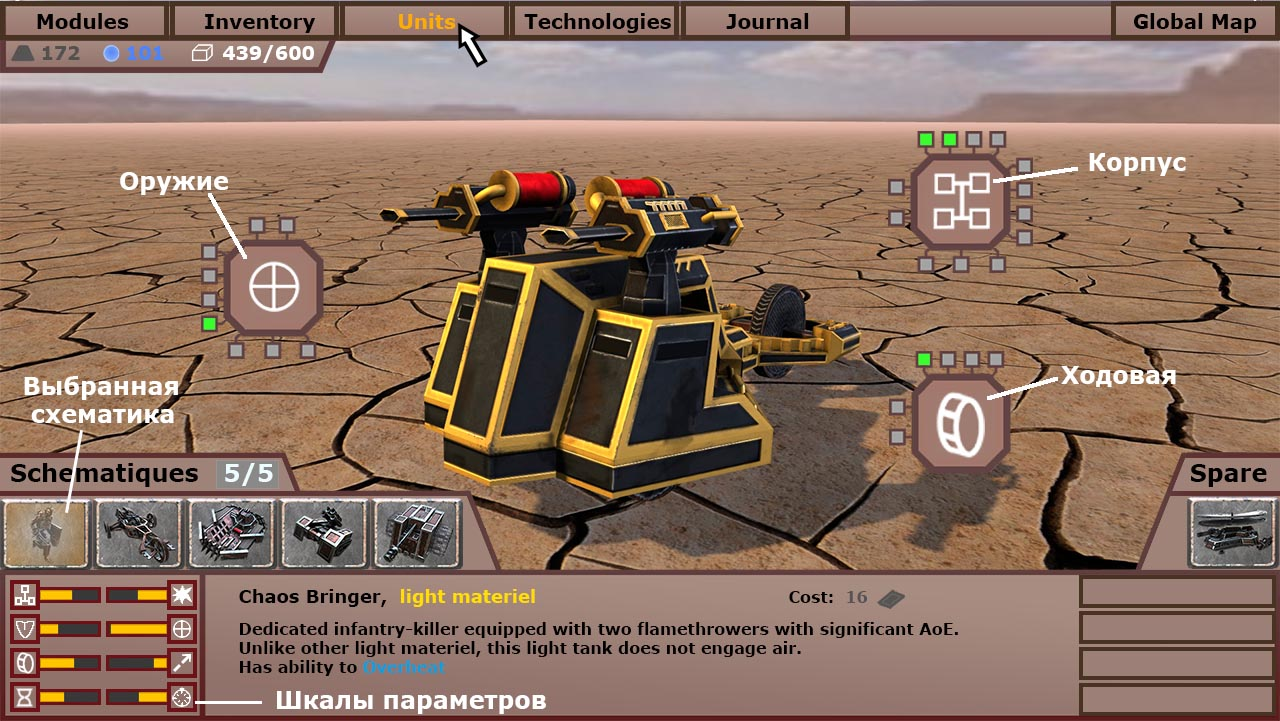 Modules
Inventory
Units
Technologies
Journal
Global Map
172
101
439/600
Оружие
Корпус
Ходовая
Выбранная
схематика
Schematiques 5/5
Spare
Chaos Bringer, light materiel
Cost: 16
Dedicated infantry-killer equipped with two flamethrowers with significant AoE.
Unlike other light materiel, this light tank does not engage air.
Has ability to Overheat
Шкалы параметров